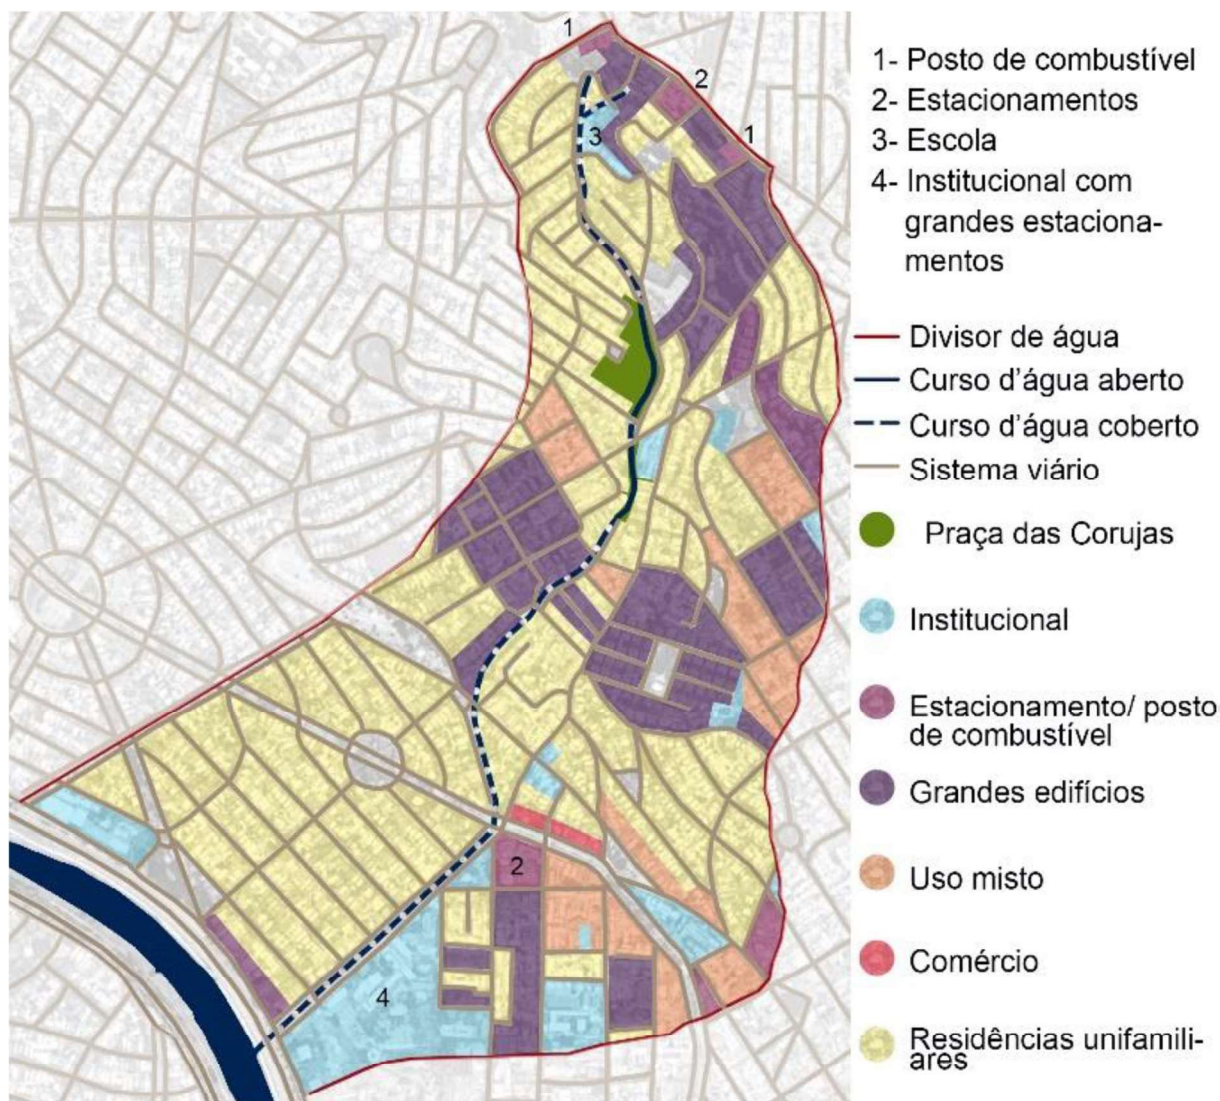 1
2
1
3
2
4
1- Posto de combustível
2- Estacionamentos
3- Escola
4- Institucional com
grandes estaciona-
mentos
Divisor de água
Curso d'água aberto
Curso d'água coberto
Sistema viário
Praça das Corujas
Institucional
Estacionamento/ posto
de combustível
Grandes edifícios
Uso misto
Comércio
Residências unifamili-
ares